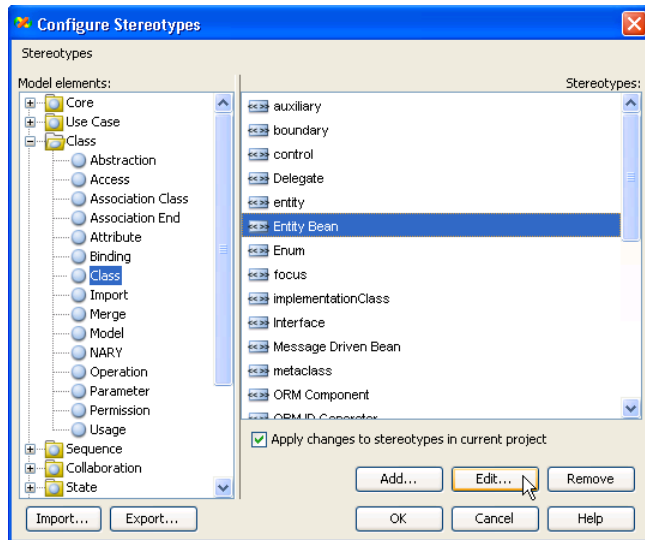 Configure Stereotypes
Stereotypes
Model elements:
Core
Use Case
Class
Abstraction
Access
Association Class
Association End
Attribute
Binding
Class
Import
Merge
Model
NARY
Operation
Parameter
Permission
Usage
Sequence
Collaboration
State
Import... Export...
Stereotypes:
<<>> auxiliary
<<>> boundary
<<>> control
<<>> Delegate
<<>> entity
<<>> Entity Bean
<<>> Enum
<<>> focus
<<>> implementationClass
<<>> Interface
<<>> Message Driven Bean
<<>> metaclass
<<>> ORM Component
<<>> ORM ID Generator
Apply changes to stereotypes in current project
Add... Edit... Remove
OK Cancel Help